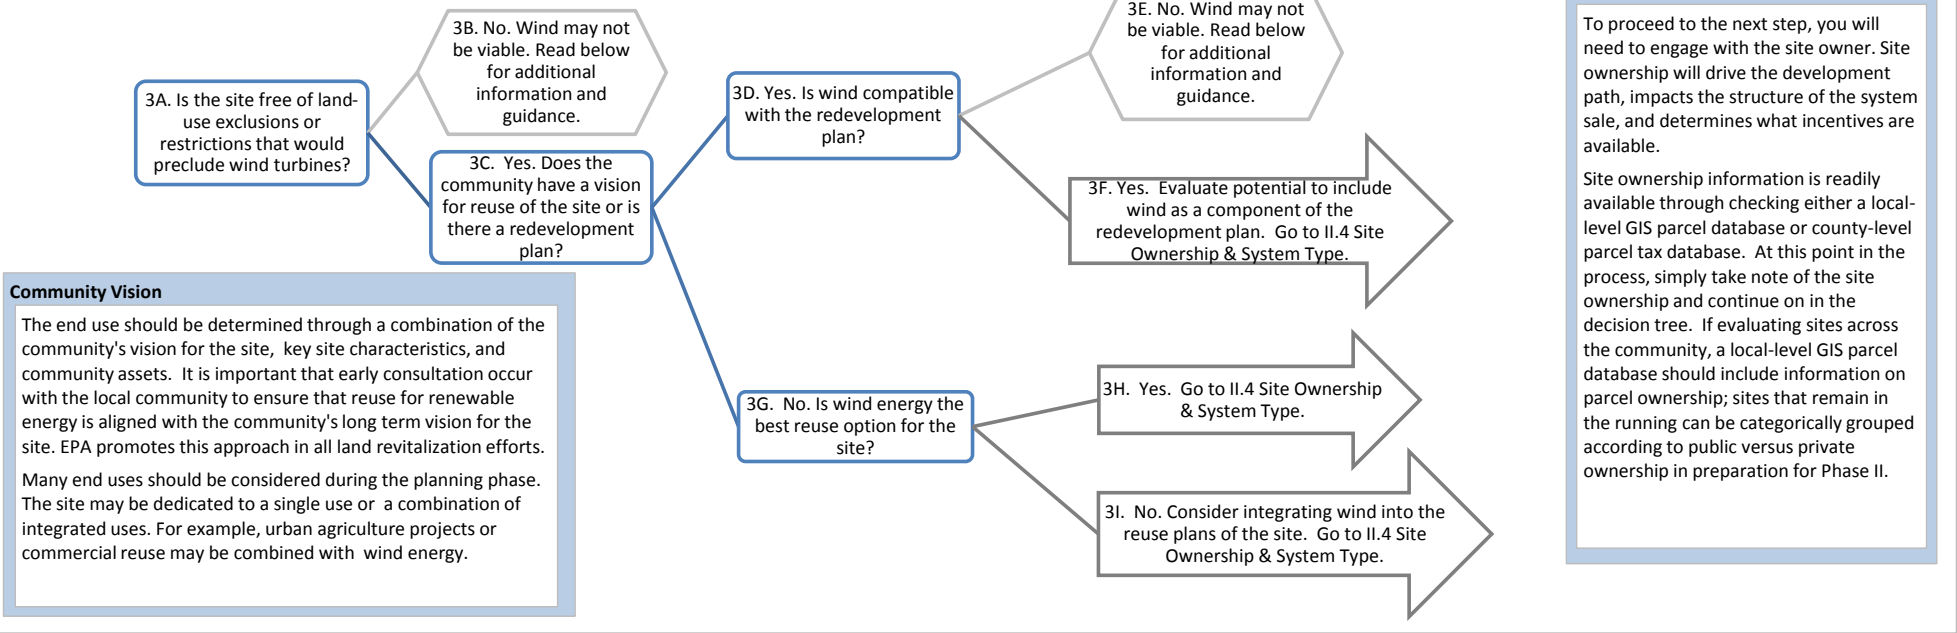 3A. Is the site free of land-
use exclusions or
restrictions that would
preclude wind turbines?
3B. No. Wind may not
be viable. Read below
for additional
information and
guidance.
3C.  Yes. Does the
community have a vision
for reuse of the site or is
there a redevelopment
plan?
3D. Yes. Is wind compatible
with the redevelopment
plan?
3E. No. Wind may not
be viable. Read below
for additional
information and
guidance.
3F. Yes.  Evaluate potential to include
wind as a component of the
redevelopment plan.  Go to II.4 Site
Ownership & System Type.
3G.  No. Is wind energy the
best reuse option for the
site?
3H.  Yes.  Go to II.4 Site Ownership
& System Type.
3I.  No. Consider integrating wind into the
reuse plans of the site.  Go to II.4 Site
Ownership & System Type.
Community Vision
The end use should be determined through a combination of the
community's vision for the site,  key site characteristics, and
community assets.  It is important that early consultation occur
with the local community to ensure that reuse for renewable
energy is aligned with the community's long term vision for the
site. EPA promotes this approach in all land revitalization efforts.
Many end uses should be considered during the planning phase.
The site may be dedicated to a single use or  a combination of
integrated uses. For example, urban agriculture projects or
commercial reuse may be combined with  wind energy.
To proceed to the next step, you will
need to engage with the site owner. Site
ownership will drive the development
path, impacts the structure of the system
sale, and determines what incentives are
available.
Site ownership information is readily
available through checking either a local-
level GIS parcel database or county-level
parcel tax database.  At this point in the
process, simply take note of the site
ownership and continue on in the
decision tree.  If evaluating sites across
the community, a local-level GIS parcel
database should include information on
parcel ownership; sites that remain in
the running can be categorically grouped
according to public versus private
ownership in preparation for Phase II.